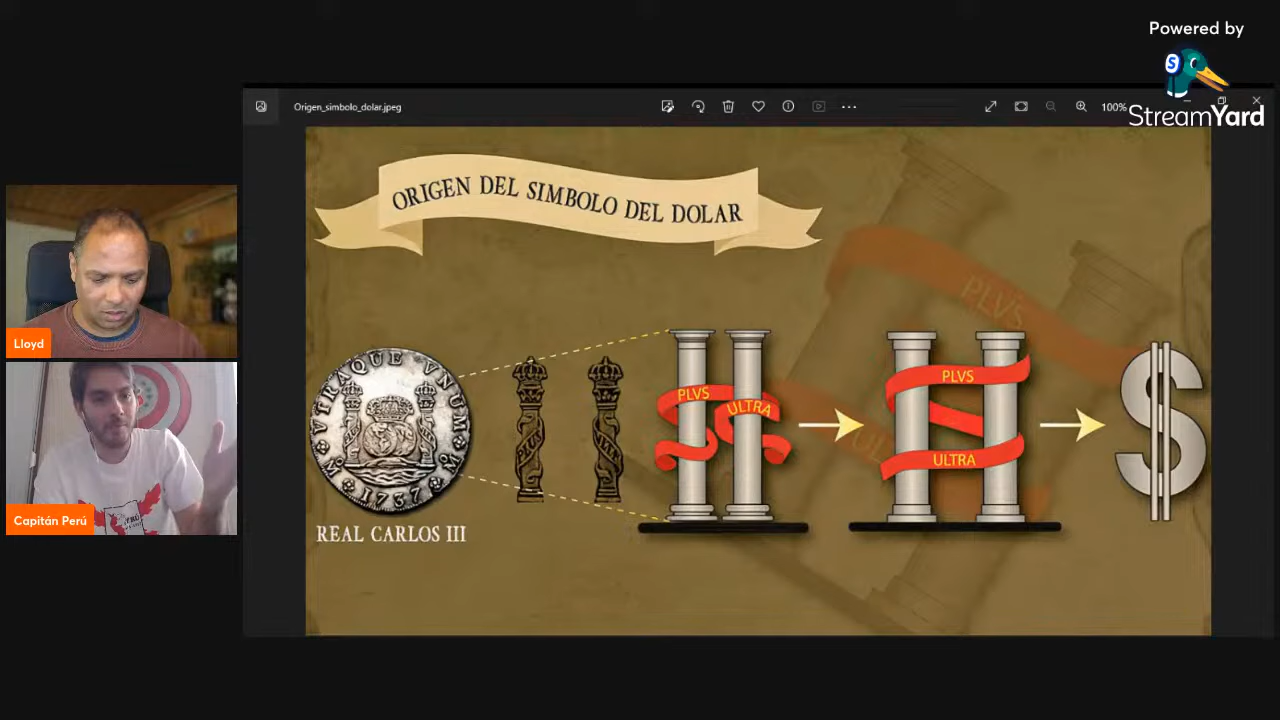 Powered by
StreamYard
Origen_simbolo_dolar.jpeg
100%
ORIGEN DEL SIMBOLO DEL DOLAR
PLVS
VTRAQUE VNUM
M
1737
M
PLVS
ULTRA
PLVS
ULTRA
$
REAL CARLOS III
Lloyd
Capitán Perú